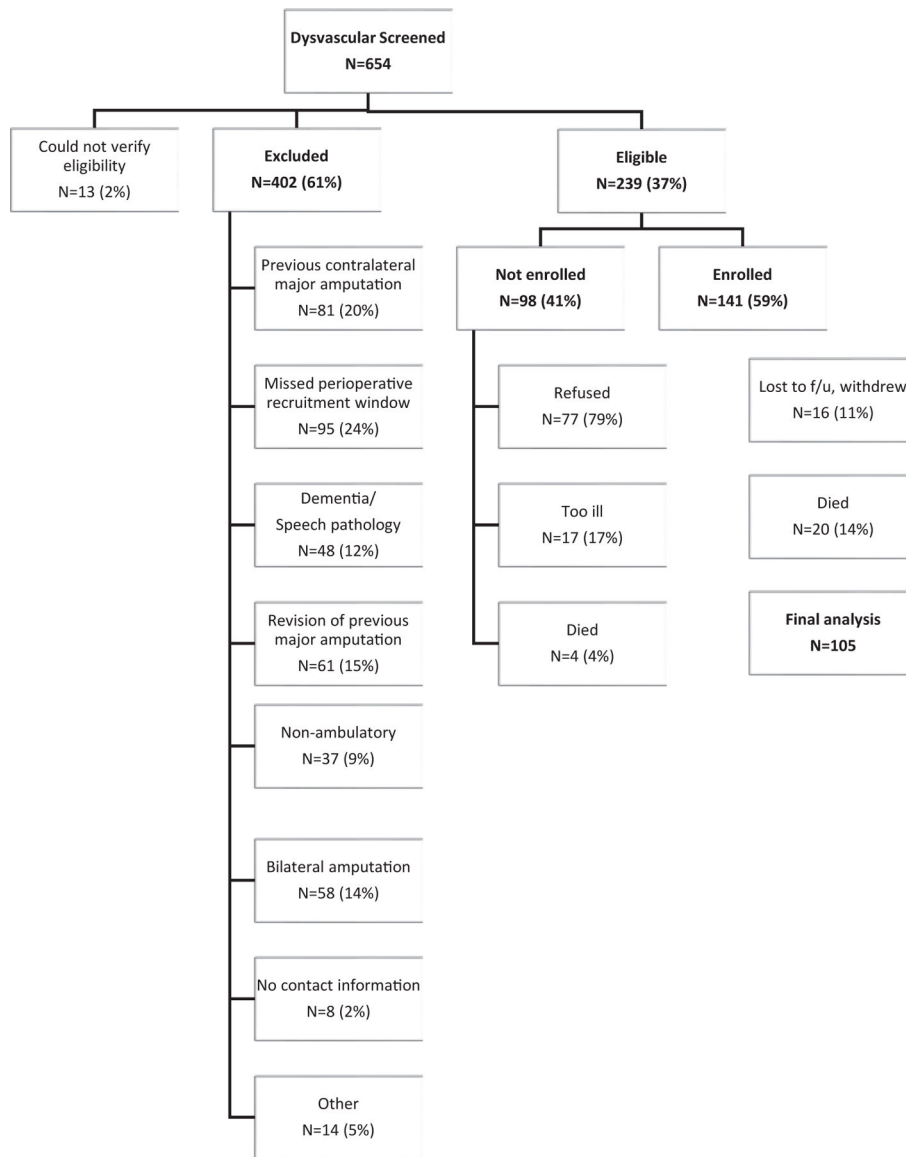 Dysvascular Screened
N=654
Could not verify
eligibility
N=13 (2%)
Excluded
N=402 (61%)
Eligible
N=239 (37%)
Previous contralateral
major amputation
N=81 (20%)
Missed perioperative
recruitment window
N=95 (24%)
Dementia/
Speech pathology
N=48 (12%)
Revision of previous
major amputation
N=61 (15%)
Non-ambulatory
N=37 (9%)
Bilateral amputation
N=58 (14%)
No contact information
N=8 (2%)
Other
N=14 (5%)
Not enrolled
N=98 (41%)
Enrolled
N=141 (59%)
Refused
N=77 (79%)
Too ill
N=17 (17%)
Died
N=4 (4%)
Lost to f/u, withdrew
N=16 (11%)
Died
N=20 (14%)
Final analysis
N=105